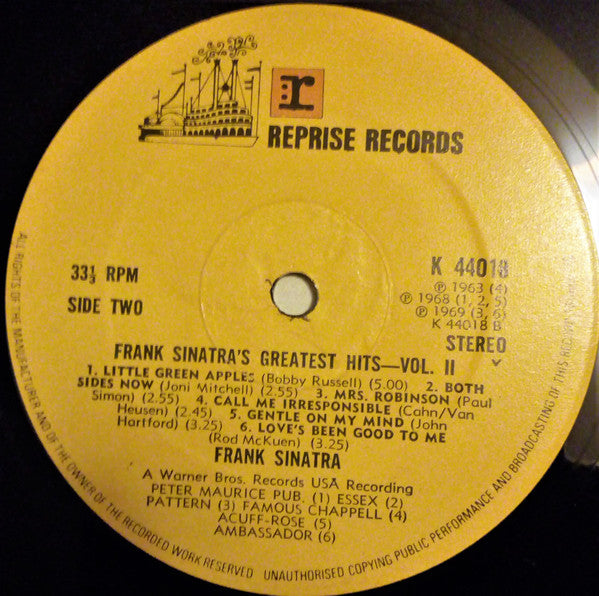 r
REPRISE RECORDS
33⅓ RPM
SIDE TWO
K 44018
℗ 1963 (4)
℗ 1968 (1, 2, 5)
℗ 1969 (3, 6)
K 44018 B
STEREO
FRANK SINATRA'S GREATEST HITS—VOL. II
1. LITTLE GREEN APPLES (Bobby Russell) (5.00) 2. BOTH
SIDES NOW (Joni Mitchell) (2.55) 3. MRS. ROBINSON (Paul
Simon) (2.55) 4. CALL ME IRRESPONSIBLE (Cahn/Van
Heusen) (2.45) 5. GENTLE ON MY MIND (John
Hartford) (3.25) 6. LOVE'S BEEN GOOD TO ME
(Rod McKuen) (3.25)
FRANK SINATRA
A Warner Bros. Records USA Recording
PETER MAURICE PUB. (1) ESSEX (2)
PATTERN (3) FAMOUS CHAPPELL (4)
ACUFF-ROSE (5)
AMBASSADOR (6)
ALL RIGHTS OF THE MANUFACTURER AND OF THE OWNER OF THE RECORDED WORK RESERVED UNAUTHORISED COPYING PUBLIC PERFORMANCE AND BROADCASTING OF THIS RECORD